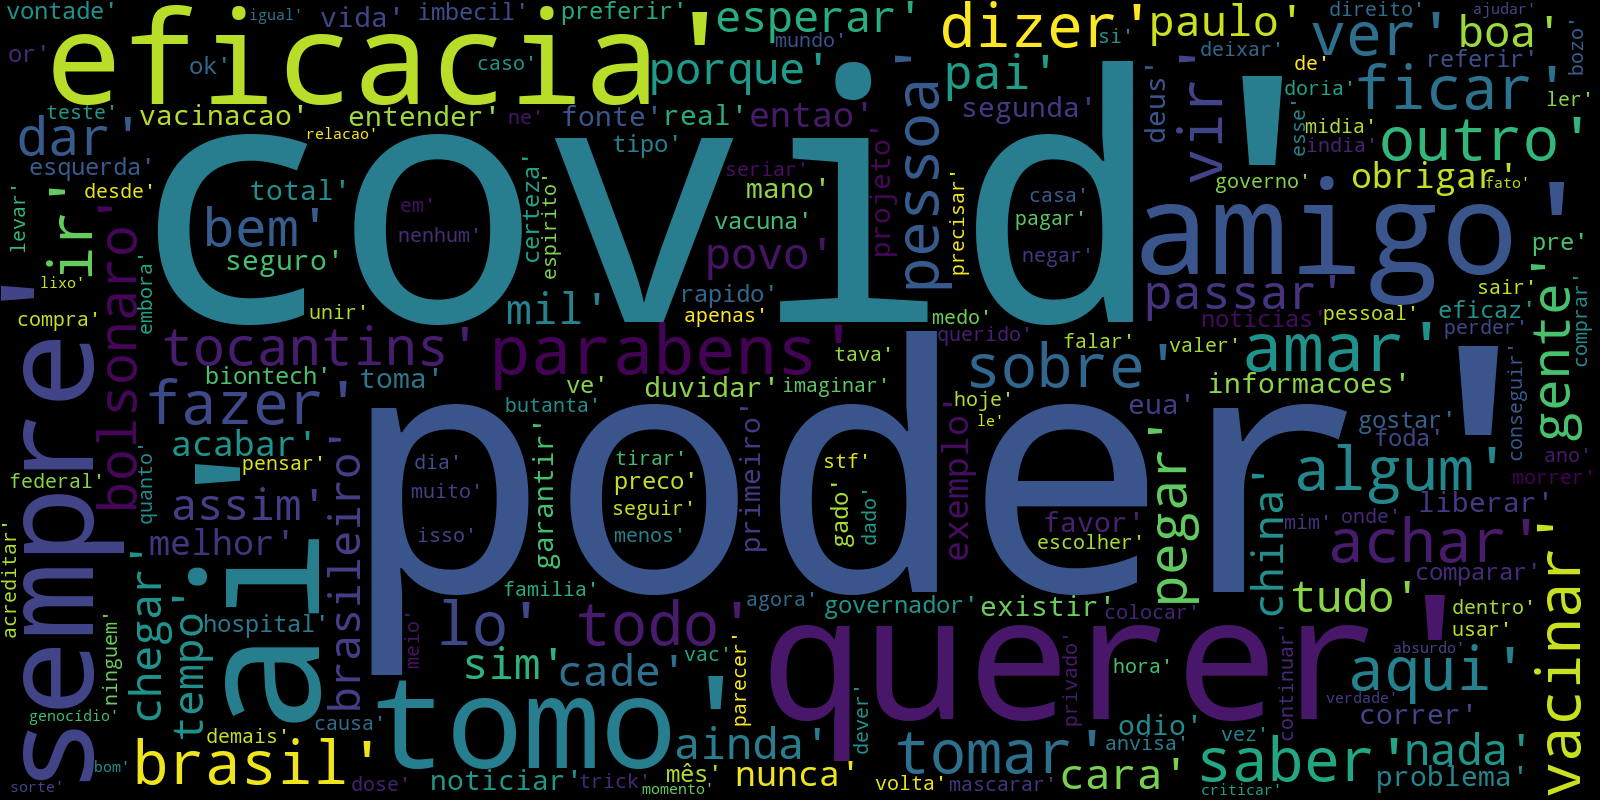 vontade'
igual'
vida'
imbecil'
preferir'
esperar'
dizer'
paulo'
direito'
ajudar'
or'
eficacia'
ok'
caso'
mundo'
si'
deixar'
ver'
boa'
bozo'
porque'
pai'
referir'
de'
teste'
vacinacao'
entender'
ne'
fonte'
real'
entao'
pessoa'
segunda'
deus'
vir'
doria'
ficar'
ler'
dar'
relacao'
tipo'
esse'
midia'
india'
outro'
esquerda'
covid'
projeto'
levar'
ir'
desde'
total'
em'
certeza'
espirito'
seriar'
mano'
casa'
governo'
obrigar'
fato'
bolsonaro'
bem'
nenhum'
vacuna'
pagar'
amigo'
seguro'
povo'
precisar'
negar'
pre'
lixo'
embora'
unir'
mil'
rapido'
apenas'
medo'
passar'
sair'
compra'
noticias'
pessoal'
eficaz'
gente'
tocantins'
parabens'
querido'
falar'
valer'
perder'
comprar'
tava'
sobre'
amar'
biontech'
toma'
ve'
duvidar'
imaginar'
informacoes'
conseguir'
fazer'
butanta'
hoje'
le'
eua'
gostar'
sempre'
acabar'
poder'
foda'
pensar'
dia'
garantir'
tirar'
primeiro'
stf'
exemplo'
pegar'
algum'
ano'
morrer'
federal'
quanto'
assim'
brasileiro'
muito'
preco'
seguir'
gado'
dado'
china'
liberar'
acreditar'
melhor'
isso'
menos'
favor'
escolher'
mim'
onde'
achar'
comparar'
ai'
familia'
agora'
governador'
existir'
colocar'
tudo'
dentro'
usar'
vacinar'
ninguem'
chegar'
tempo'
hospital'
meio'
lo'
todo'
querer'
absurdo'
sim'
cade'
vac'
parecer'
privado'
hora'
continuar'
aqui'
verdade'
genocídio'
causa'
tomo'
dever'
odio'
correr'
demais'
ainda'
tomar'
anvisa'
vez'
bom'
brasil'
noticiar'
trick'
mês'
nunca'
cara'
saber'
nada'
sorte'
dose'
momento'
volta'
mascarar'
criticar'
problema'